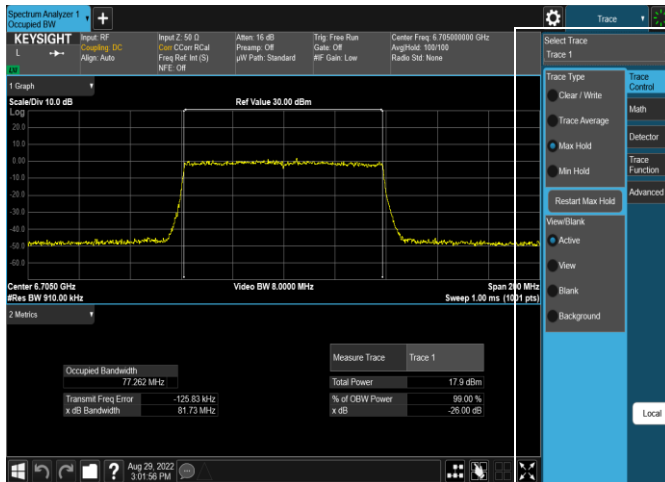 Spectrum Analyzer 1
Occupied BW
Trace
KEYSIGHT
L
Input: RF
Coupling: DC
Align: Auto
Input Z: 50 Ω
Corr CCorr RCal
Freq Ref: Int (S)
NFE: Off
Atten: 16 dB
Preamp: Off
µW Path: Standard
Trig: Free Run
Gate: Off
#IF Gain: Low
Center Freq: 6.705000000 GHz
Avg|Hold: 100/100
Radio Std: None
Select Trace
Trace 1
1 Graph
Scale/Div 10.0 dB
Ref Value 30.00 dBm
Log
20.0
10.0
0.00
-10.0
-20.0
-30.0
-40.0
-50.0
-60.0
Center 6.7050 GHz
#Res BW 910.00 kHz
Video BW 8.0000 MHz
Span 200 MHz
Sweep 1.00 ms (1001 pts)
2 Metrics
Occupied Bandwidth
77.262 MHz
Transmit Freq Error -125.83 kHz
x dB Bandwidth 81.73 MHz
Measure Trace Trace 1
Total Power 17.9 dBm
% of OBW Power 99.00 %
x dB -26.00 dB
Trace Type
Clear / Write
Trace Average
Max Hold
Min Hold
Restart Max Hold
View/Blank
Active
View
Blank
Background
Trace
Control
Math
Detector
Trace
Function
Advanced
Local
?
Aug 29, 2022
3:01:56 PM